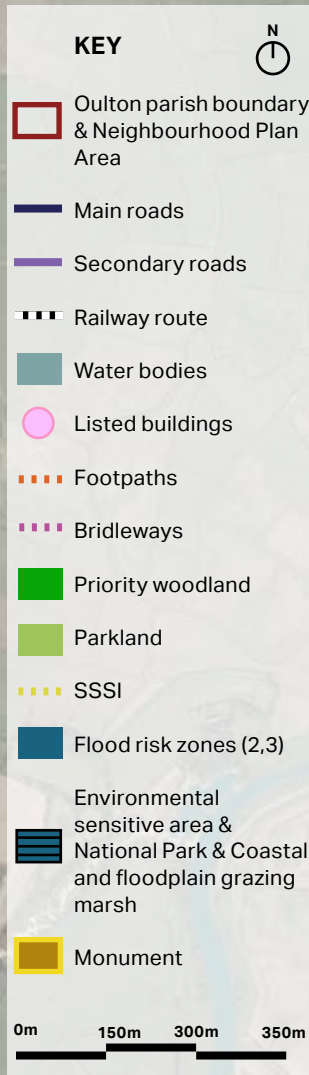 KEY
N
Oulton parish boundary
& Neighbourhood Plan
Area
Main roads
Secondary roads
Railway route
Water bodies
Listed buildings
Footpaths
Bridleways
Priority woodland
Parkland
SSSI
Flood risk zones (2,3)
Environmental
sensitive area &
National Park & Coastal
and floodplain grazing
marsh
Monument
0m 150m 300m 350m